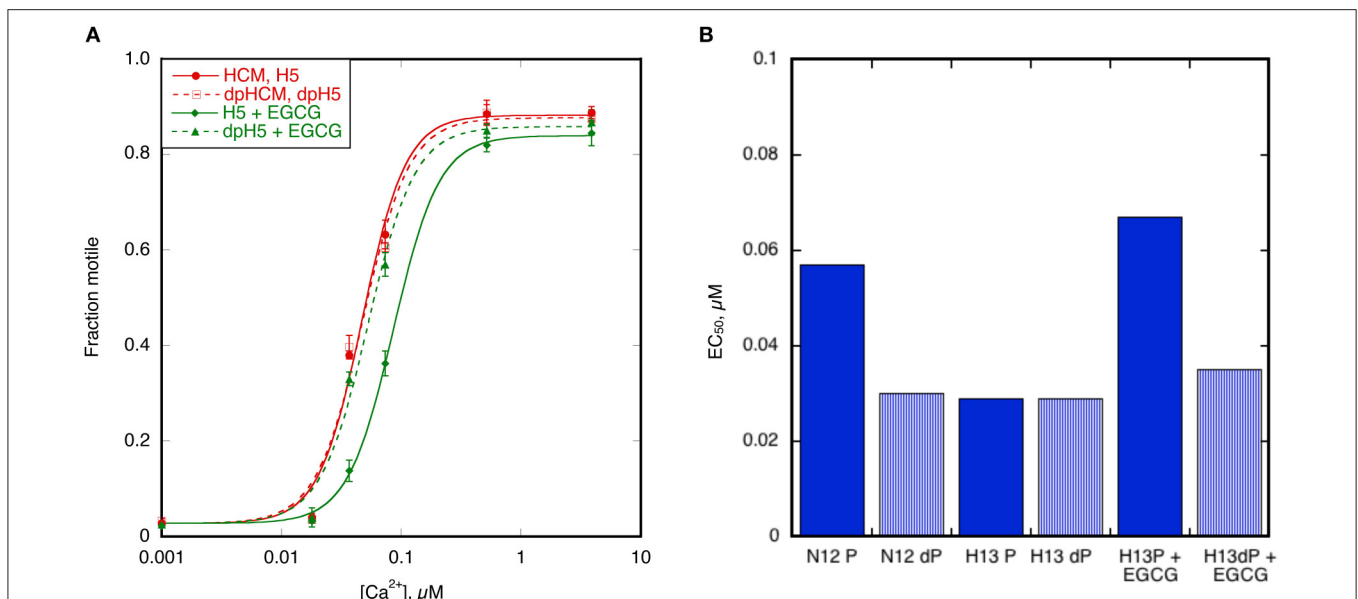 A
1.0
0.8
0.6
0.4
0.2
0
Fraction motile
HCM, H5
dpHCM, dpH5
H5 + EGCG
dpH5 + EGCG
0.001
0.01
0.1
1
10
[Ca²⁺], µM
B
0.1
0.08
0.06
0.04
0.02
0
EC₅₀, µM
N12 P
N12 dP
H13 P
H13 dP
H13P +
EGCG
H13dP +
EGCG